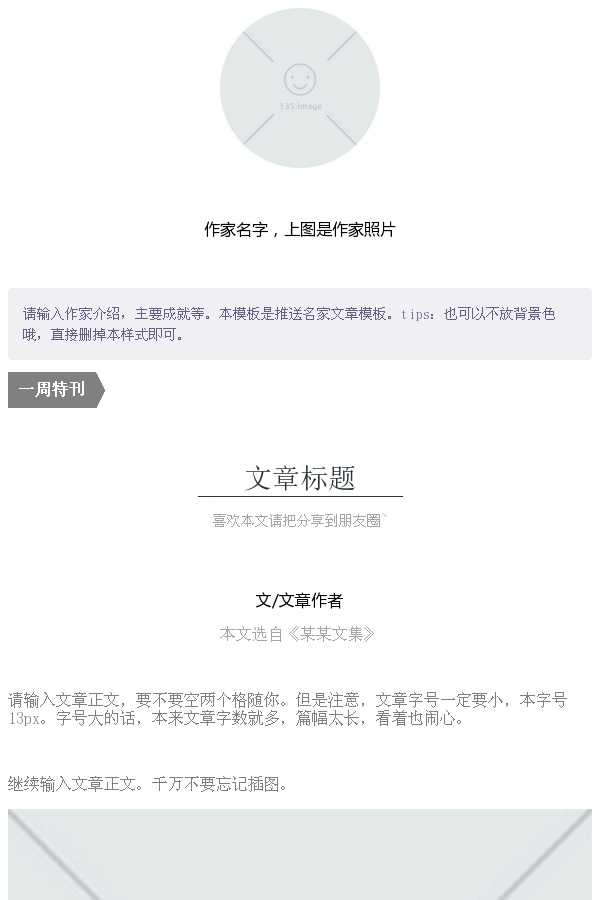 135 image
作家名字，上图是作家照片
请输入作家介绍，主要成就等。本模板是推送名家文章模板。tips：也可以不放背景色
哦，直接删掉本样式即可。
一周特刊
文章标题
喜欢本文请把分享到朋友圈~
文/文章作者
本文选自《某某文集》
请输入文章正文，要不要空两个格随你。但是注意，文章字号一定要小，本字号
13px。字号大的话，本来文章字数就多，篇幅太长，看着也闹心。
继续输入文章正文。千万不要忘记插图。